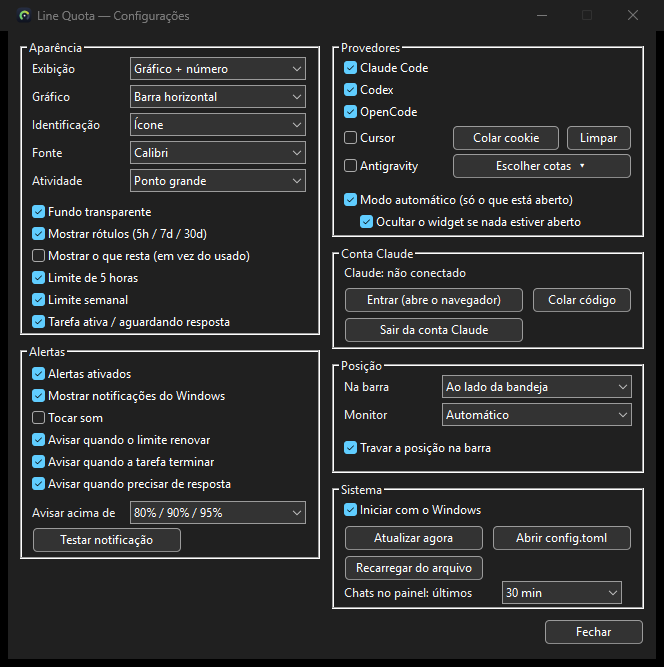 Line Quota — Configurações
Aparência
Exibição Gráfico + número
Gráfico Barra horizontal
Identificação Ícone
Fonte Calibri
Atividade Ponto grande
Fundo transparente
Mostrar rótulos (5h / 7d / 30d)
Mostrar o que resta (em vez do usado)
Limite de 5 horas
Limite semanal
Tarefa ativa / aguardando resposta
Alertas
Alertas ativados
Mostrar notificações do Windows
Tocar som
Avisar quando o limite renovar
Avisar quando a tarefa terminar
Avisar quando precisar de resposta
Avisar acima de 80% / 90% / 95%
Testar notificação
Provedores
Claude Code
Codex
OpenCode
Cursor Colar cookie Limpar
Antigravity Escolher cotas
Modo automático (só o que está aberto)
Ocultar o widget se nada estiver aberto
Conta Claude
Claude: não conectado
Entrar (abre o navegador) Colar código
Sair da conta Claude
Posição
Na barra Ao lado da bandeja
Monitor Automático
Travar a posição na barra
Sistema
Iniciar com o Windows
Atualizar agora Abrir config.toml
Recarregar do arquivo
Chats no painel: últimos 30 min
Fechar